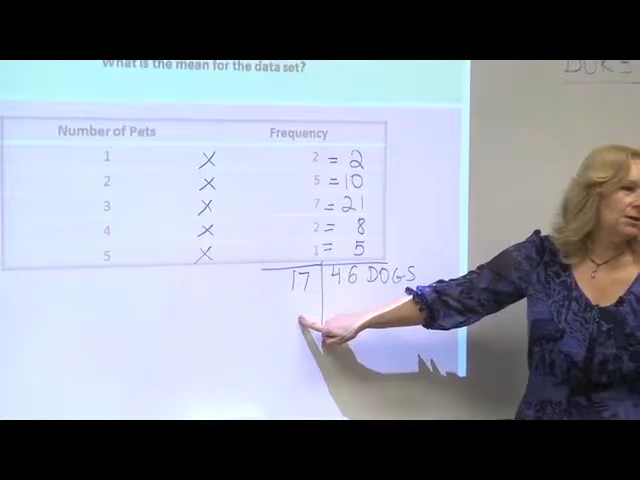 What is the mean for the data set?
Number of Pets Frequency
1 X 2 = 2
2 X 5 = 10
3 X 7 = 21
4 X 2 = 8
5 X 1 = 5
17 46 DOGS